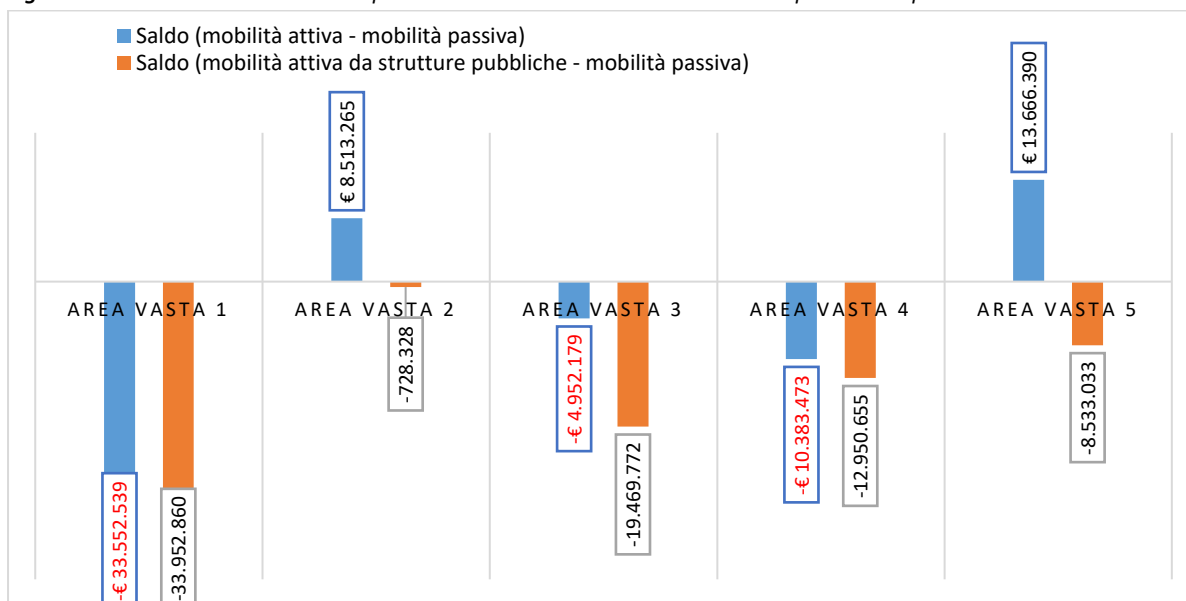 Saldo (mobilità attiva - mobilità passiva)
Saldo (mobilità attiva da strutture pubbliche - mobilità passiva)
€ 8.513.265
€ 13.666.390
AREA VASTA 1
AREA VASTA 2
AREA VASTA 3
AREA VASTA 4
AREA VASTA 5
-€ 33.552.539
-33.952.860
-728.328
-€ 4.952.179
-19.469.772
-€ 10.383.473
-12.950.655
-8.533.033